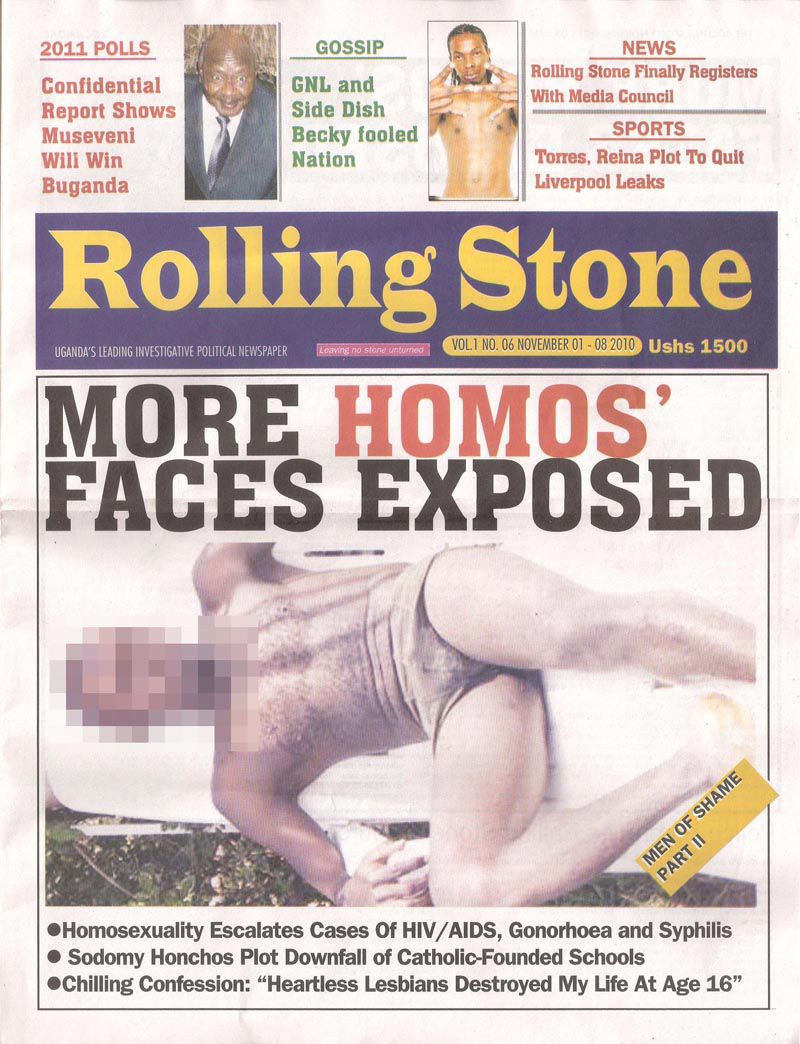 2011 POLLS
Confidential
Report Shows
Museveni
Will Win
Buganda
GOSSIP
GNL and
Side Dish
Becky fooled
Nation
NEWS
Rolling Stone Finally Registers
With Media Council
SPORTS
Torres, Reina Plot To Quit
Liverpool Leaks
Rolling Stone
UGANDA'S LEADING INVESTIGATIVE POLITICAL NEWSPAPER
Leaving no stone unturned
VOL.1 NO. 06 NOVEMBER 01 - 08 2010
Ushs 1500
MORE HOMOS'
FACES EXPOSED
MEN OF SHAME
PART II
●Homosexuality Escalates Cases Of HIV/AIDS, Gonorhoea and Syphilis
● Sodomy Honchos Plot Downfall of Catholic-Founded Schools
●Chilling Confession: “Heartless Lesbians Destroyed My Life At Age 16”